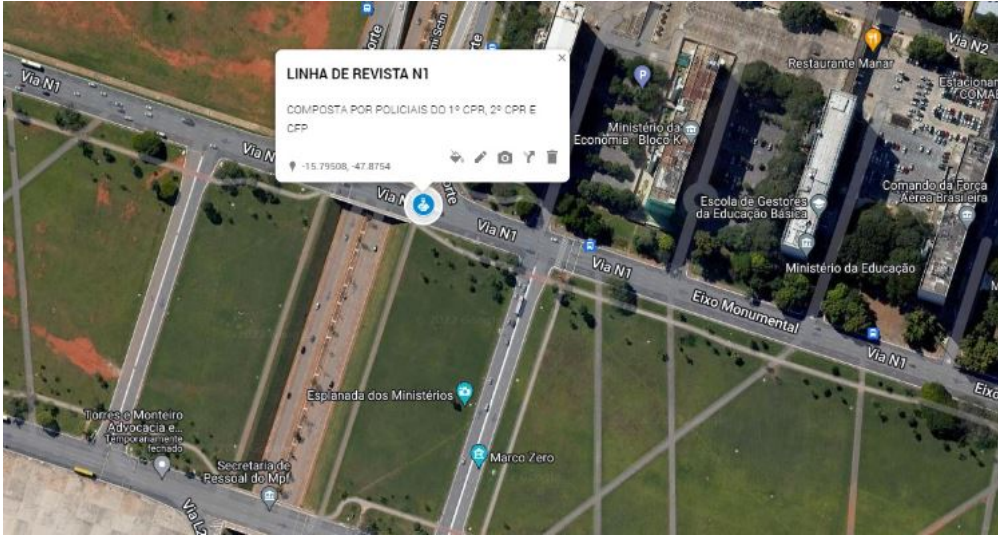 Via N2
Restaurante Manar
Via N1
LINHA DE REVISTA N1
COMPOSTA POR POLICIAIS DO 1º CPR, 2º CPR E
CFP
-15.79508, -47.8754
Via N
Via N1
Via N1
Via N1
Eixo Monumental
Via N1
Ministério da
Economia - Bloco K
Escola de Gestores
da Educação Básica
Ministério da Educação
Comando da Força
Aérea Brasileira
Esplanada dos Ministérios
Marco Zero
Torres e Monteiro
Advocacia e...
Temporariamente
fechado
Secretaria de
Pessoal do Mpf
Via L2